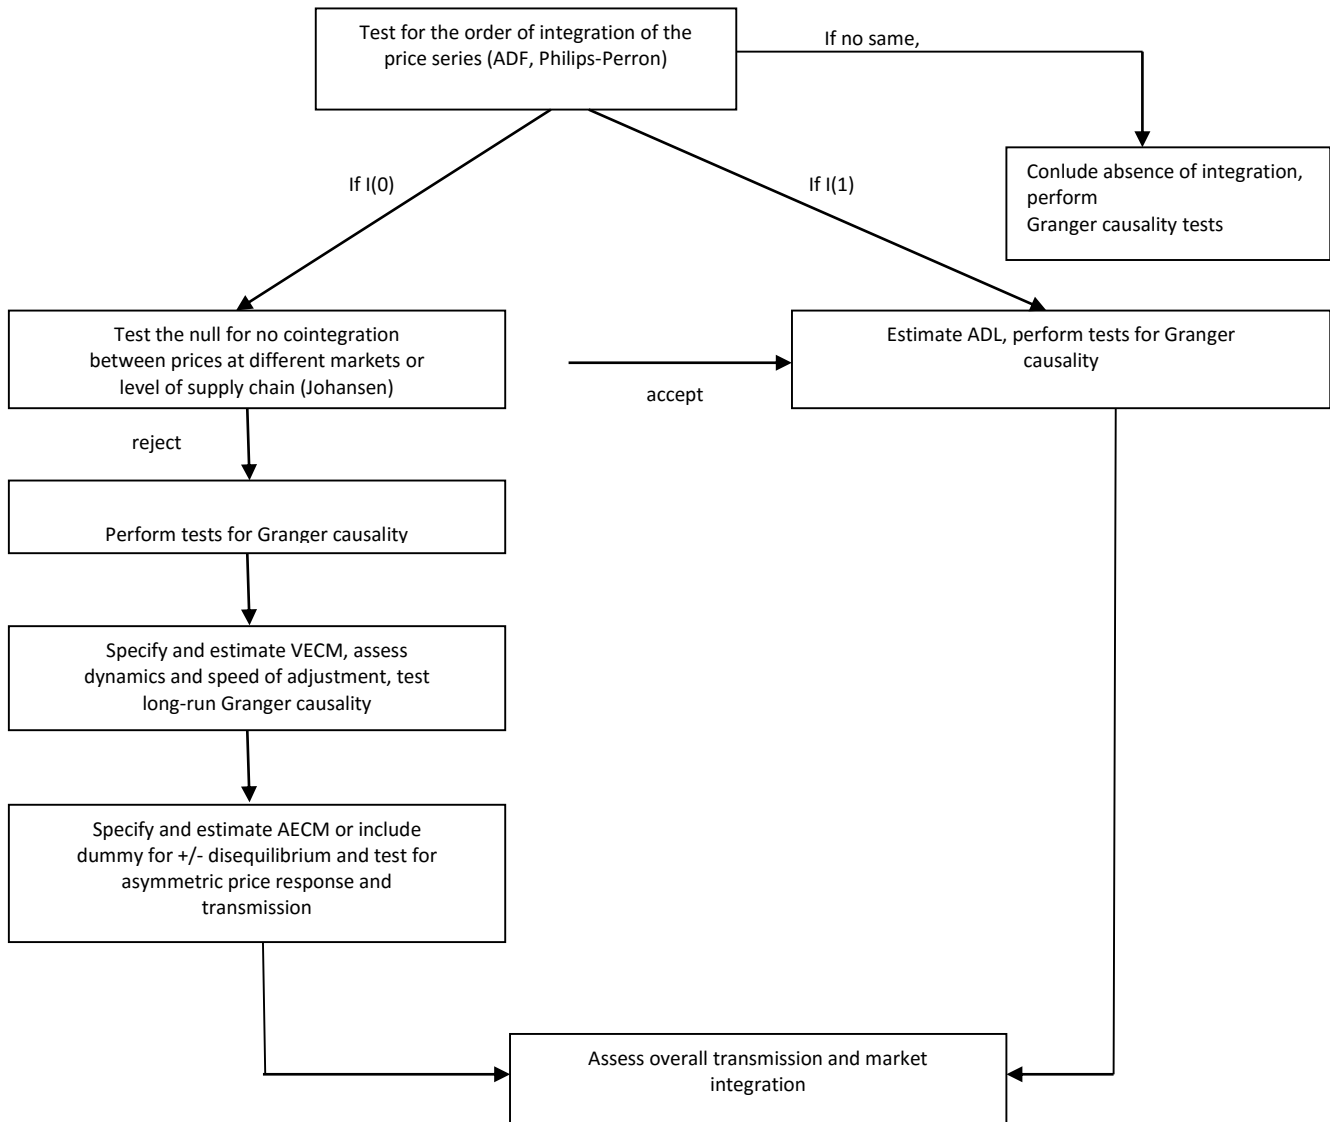 Test for the order of integration of the
price series (ADF, Philips-Perron)
If no same,
Conlude absence of integration,
perform
Granger causality tests
If I(0)
If I(1)
Test the null for no cointegration
between prices at different markets or
level of supply chain (Johansen)
accept
Estimate ADL, perform tests for Granger
causality
reject
Perform tests for Granger causality
Specify and estimate VECM, assess
dynamics and speed of adjustment, test
long-run Granger causality
Specify and estimate AECM or include
dummy for +/- disequilibrium and test for
asymmetric price response and
transmission
Assess overall transmission and market
integration